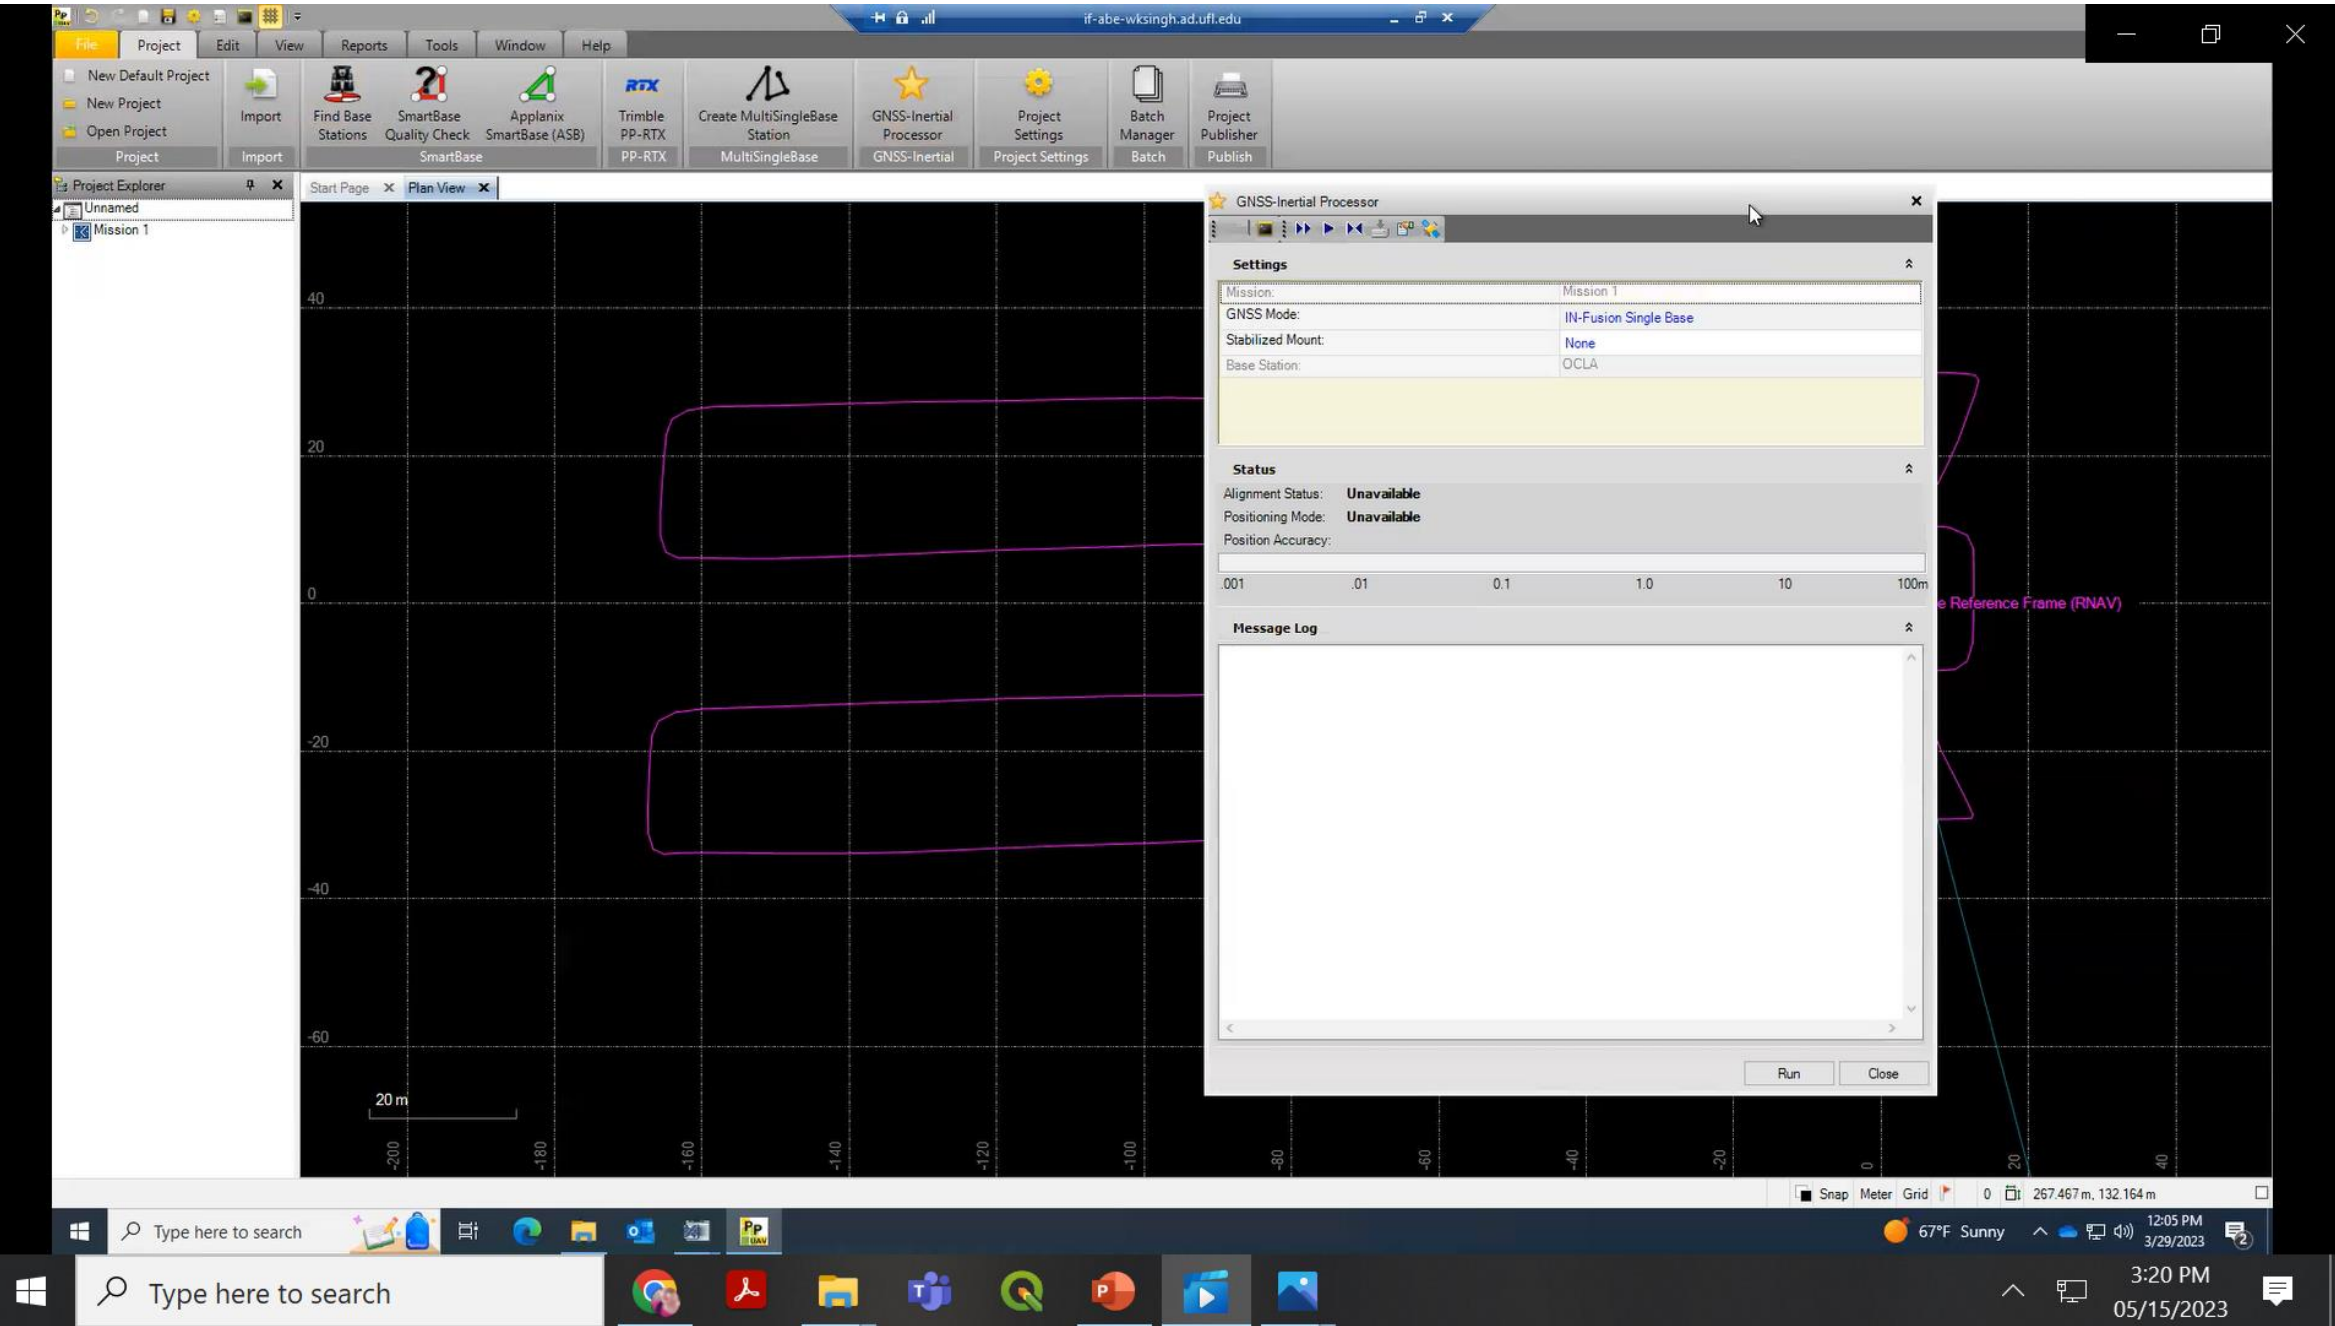 if-abe-wksingh.ad.ufl.edu
File Project Edit View Reports Tools Window Help
New Default Project
New Project
Open Project
Project
Import
Import
Find Base Stations
SmartBase Quality Check
Applanix SmartBase (ASB)
SmartBase
RTX
Trimble PP-RTX
PP-RTX
Create MultiSingleBase Station
MultiSingleBase
GNSS-Inertial Processor
GNSS-Inertial
Project Settings
Project Settings
Batch Manager
Batch
Project Publisher
Publish
Project Explorer
Unnamed
Mission 1
Start Page Plan View
40
20
0
-20
-40
-60
20 m
-200 -180 -160 -140 -120 -100 -80 -60 -40 -20 0 20 40
e Reference Frame (RNAV)
GNSS-Inertial Processor
Settings
Mission: Mission 1
GNSS Mode: IN-Fusion Single Base
Stabilized Mount: None
Base Station: OCLA
Status
Alignment Status: Unavailable
Positioning Mode: Unavailable
Position Accuracy:
.001 .01 0.1 1.0 10 100m
Message Log
Run Close
Snap Meter Grid 0 267.467 m, 132.164 m
Type here to search
PP UAV
67°F Sunny
12:05 PM
3/29/2023
2
Type here to search
3:20 PM
05/15/2023